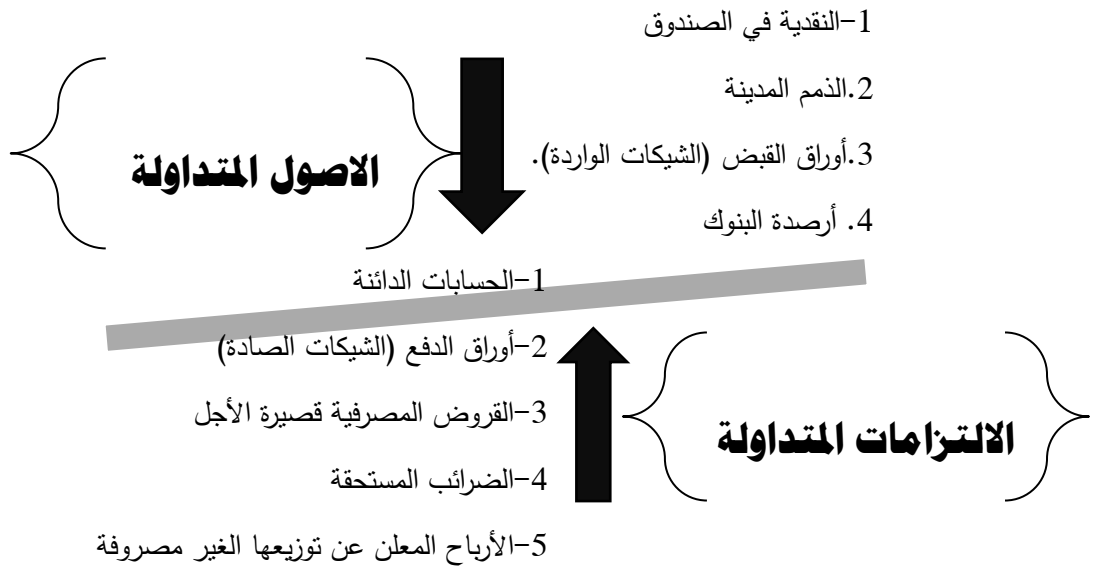 1-النقدية في الصندوق
2.الذمم المدينة
3.أوراق القبض (الشيكات الواردة).
4. أرصدة البنوك
الاصول المتداولة
1-الحسابات الدائنة
2-أوراق الدفع (الشيكات الصادة)
3-القروض المصرفية قصيرة الأجل
4-الضرائب المستحقة
5-الأرباح المعلن عن توزيعها الغير مصروفة
الالتزامات المتداولة